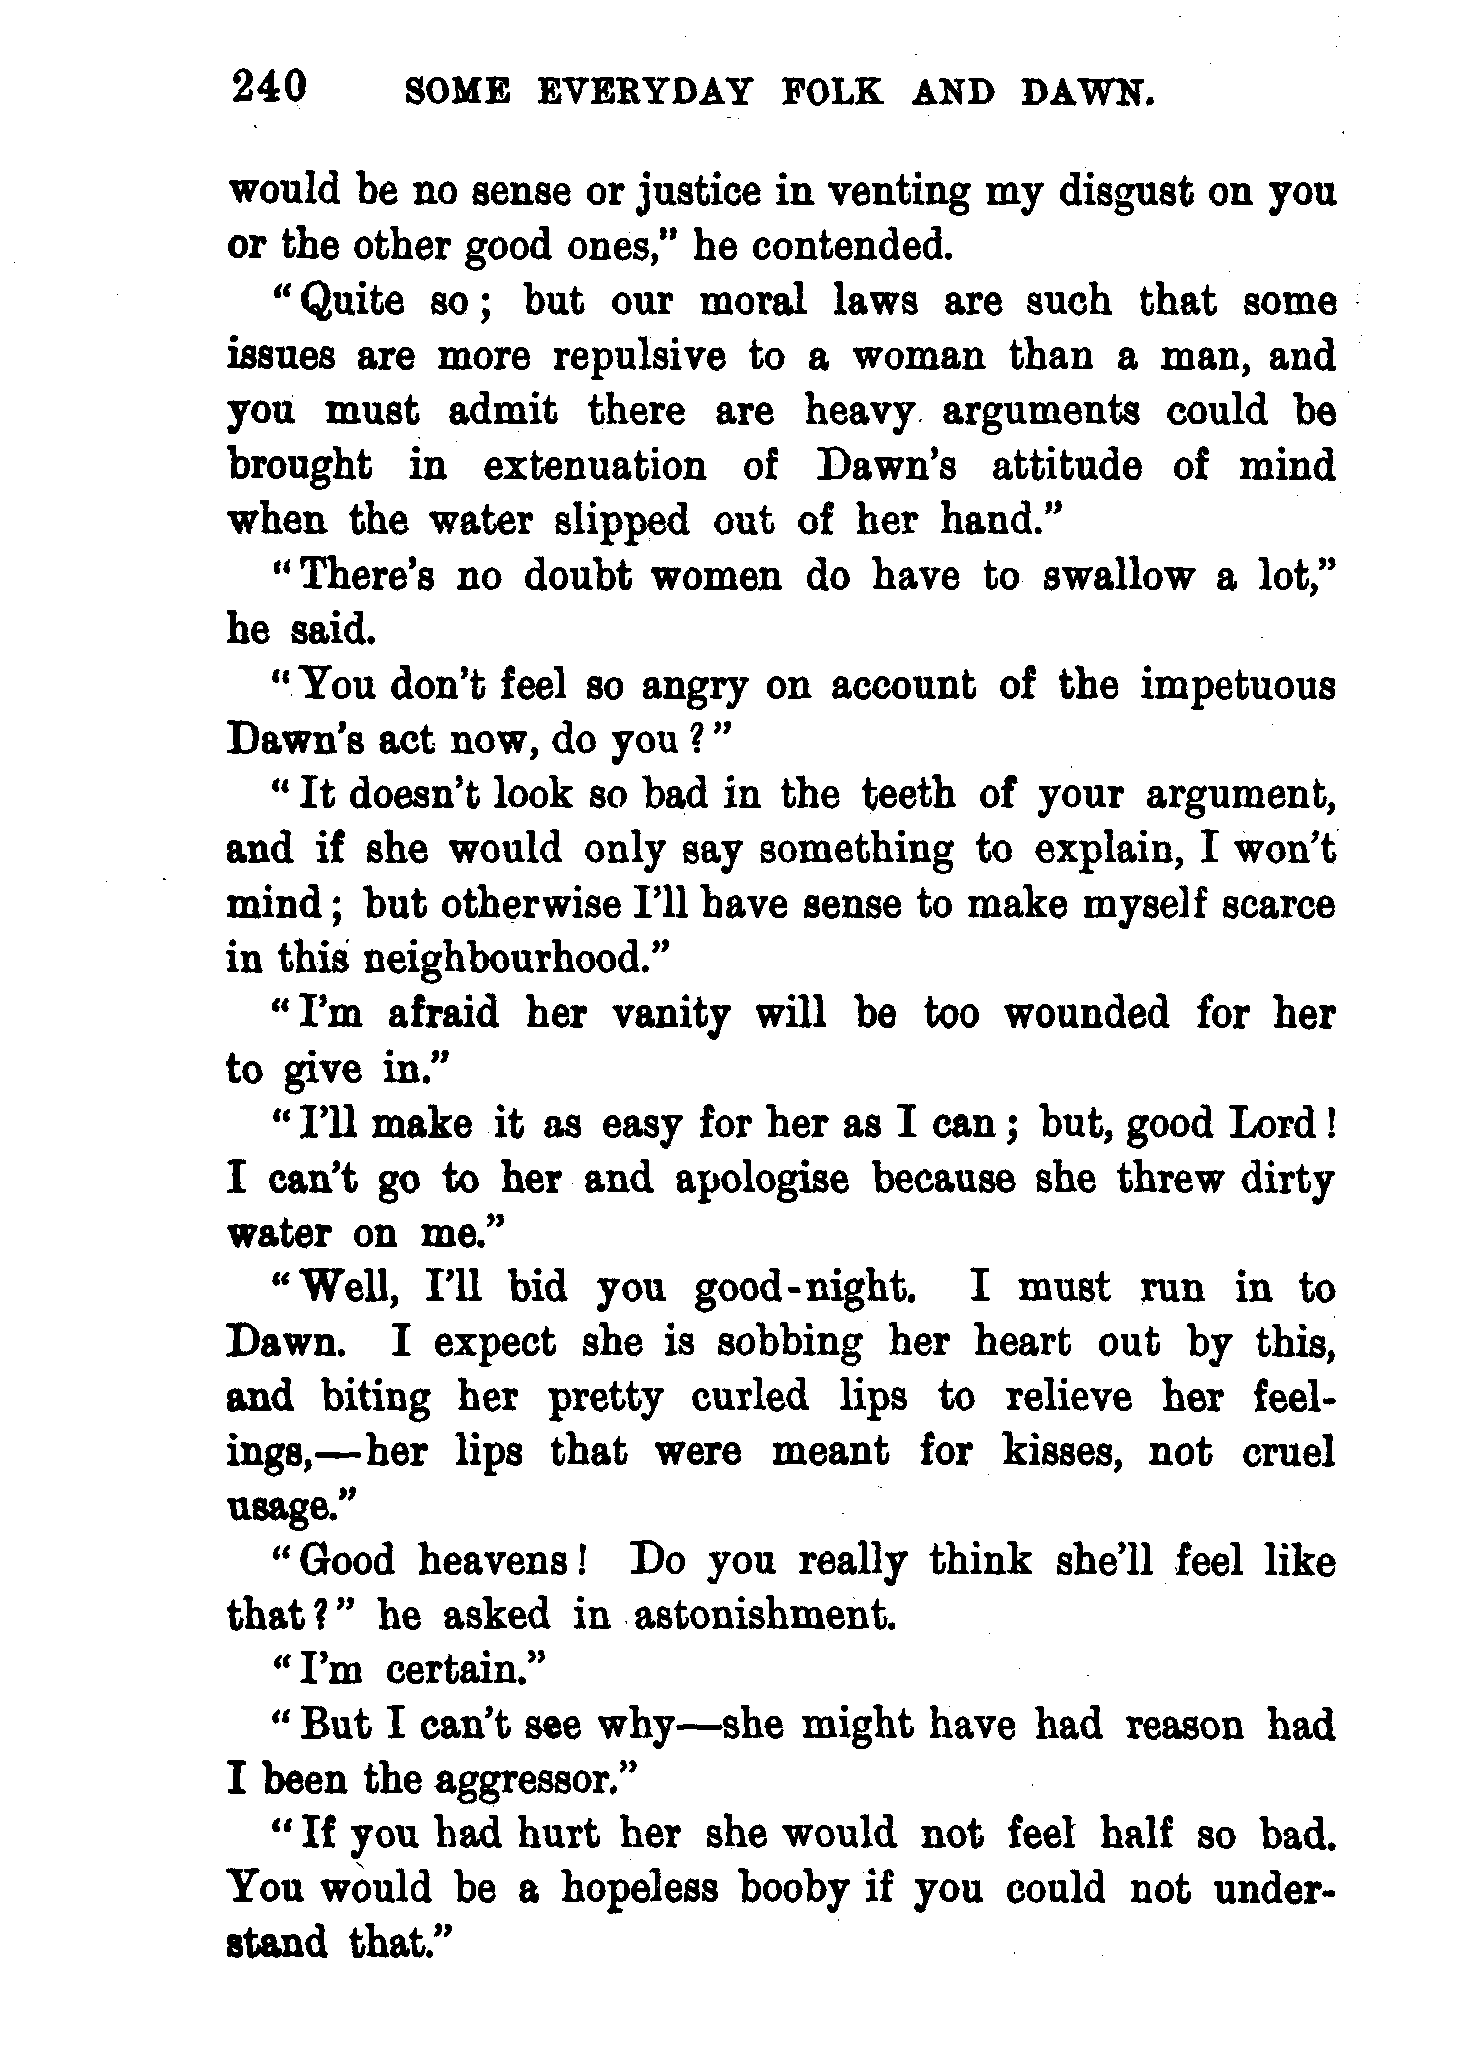 240 SOME EVERYDAY FOLK AND DAWN.
would be no sense or justice in venting my disgust on you
or the other good ones," he contended.
"Quite so; but our moral laws are such that some
issues are more repulsive to a woman than a man, and
you must admit there are heavy arguments could be
brought in extenuation of Dawn's attitude of mind
when the water slipped out of her hand."
"There's no doubt women do have to swallow a lot,"
he said.
"You don't feel so angry on account of the impetuous
Dawn's act now, do you?"
"It doesn't look so bad in the teeth of your argument,
and if she would only say something to explain, I won't
mind; but otherwise I'll have sense to make myself scarce
in this neighbourhood."
"I'm afraid her vanity will be too wounded for her
to give in."
"I'll make it as easy for her as I can; but, good Lord!
I can't go to her and apologise because she threw dirty
water on me."
"Well, I'll bid you good-night. I must run in to
Dawn. I expect she is sobbing her heart out by this,
and biting her pretty curled lips to relieve her feel-
ings,—her lips that were meant for kisses, not cruel
usage."
"Good heavens! Do you really think she'll feel like
that?" he asked in astonishment.
"I'm certain."
"But I can't see why—she might have had reason had
I been the aggressor."
"If you had hurt her she would not feel half so bad.
You would be a hopeless booby if you could not under-
stand that."